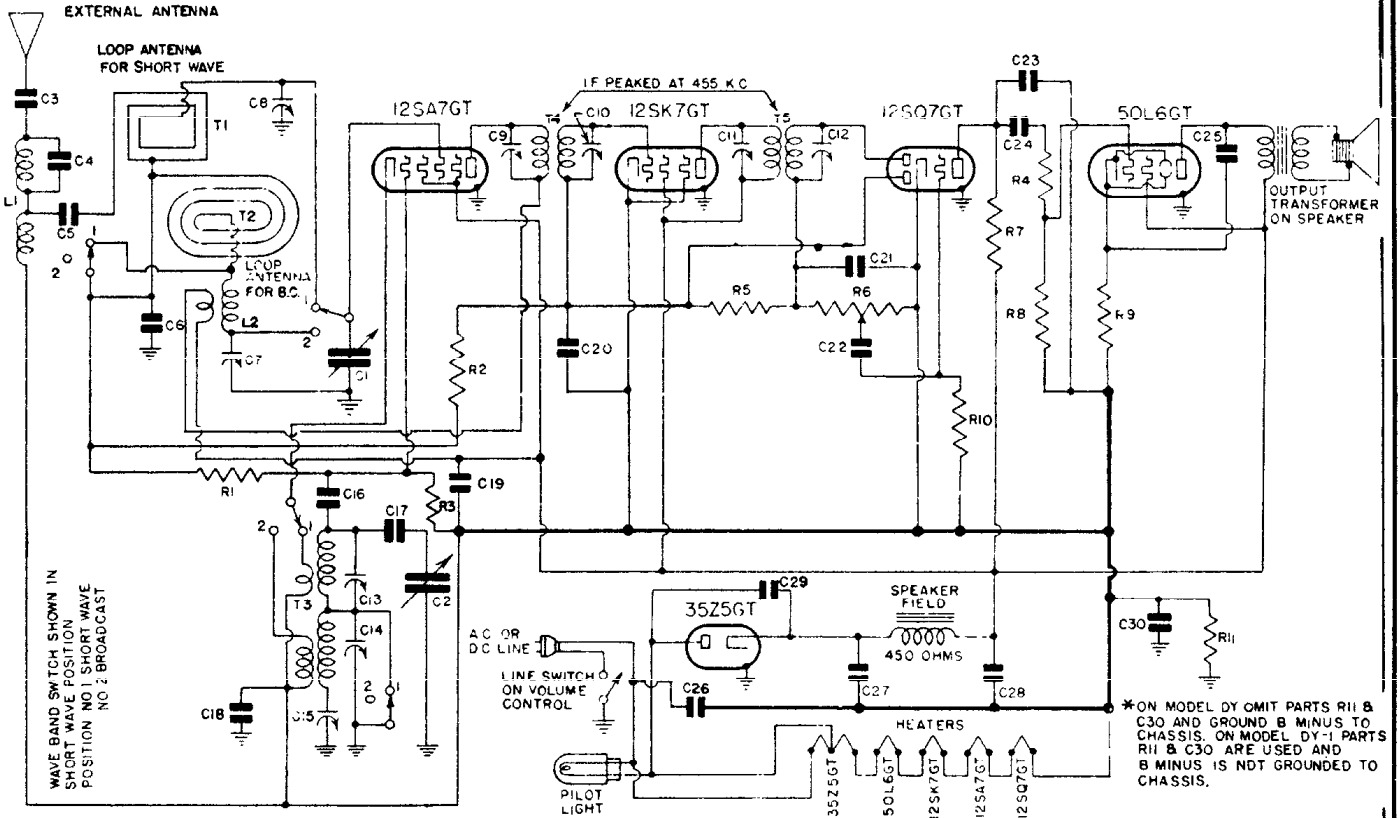 EXTERNAL ANTENNA
LOOP ANTENNA
FOR SHORT WAVE
C3
C8
T1
C4
L1
C5
1
2
T2
LOOP
ANTENNA
FOR B.C.
L2
C6
C7
1
2
C1
12SA7GT
IF PEAKED AT 455 K C
C9
T4
C10
12SK7GT
C11
T5
C12
12SQ7GT
C23
C24
R4
50L6GT
C25
OUTPUT
TRANSFORMER
ON SPEAKER
R7
C21
R5
R6
R8
R9
R2
C20
C22
R10
R1
C16
R3
C19
C17
2
1
T3
C13
C2
C14
2
1
C18
C15
WAVE BAND SWITCH SHOWN IN
SHORT WAVE POSITION
POSITION NO 1 SHORT WAVE
NO 2 BROADCAST
C29
35Z5GT
SPEAKER
FIELD
450 OHMS
A C OR
D C LINE
LINE SWITCH
ON VOLUME
CONTROL
C26
C27
C28
C30
R11
HEATERS
PILOT
LIGHT
35Z5GT
50L6GT
12SK7GT
12SA7GT
12SQ7GT
* ON MODEL DY OMIT PARTS R11 &
C30 AND GROUND B MINUS TO
CHASSIS. ON MODEL DY-1 PARTS
R11 & C30 ARE USED AND
B MINUS IS NOT GROUNDED TO
CHASSIS.